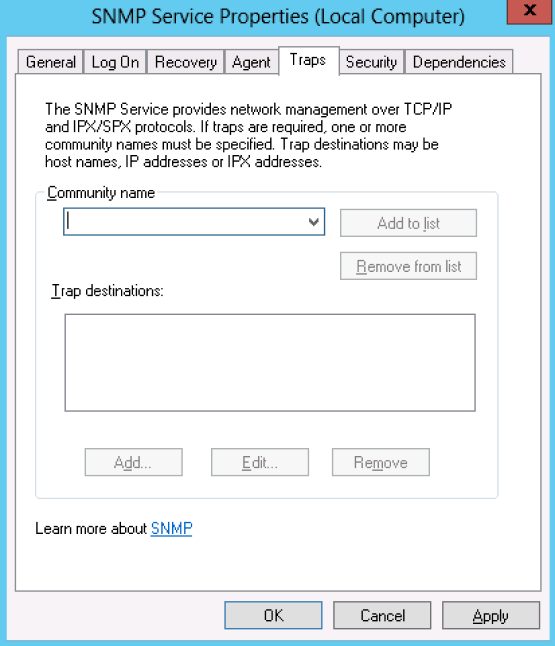 SNMP Service Properties (Local Computer)
x
General Log On Recovery Agent Traps Security Dependencies
The SNMP Service provides network management over TCP/IP
and IPX/SPX protocols. If traps are required, one or more
community names must be specified. Trap destinations may be
host names, IP addresses or IPX addresses.
Community name
Add to list
Remove from list
Trap destinations:
Add... Edit... Remove
Learn more about SNMP
OK Cancel Apply